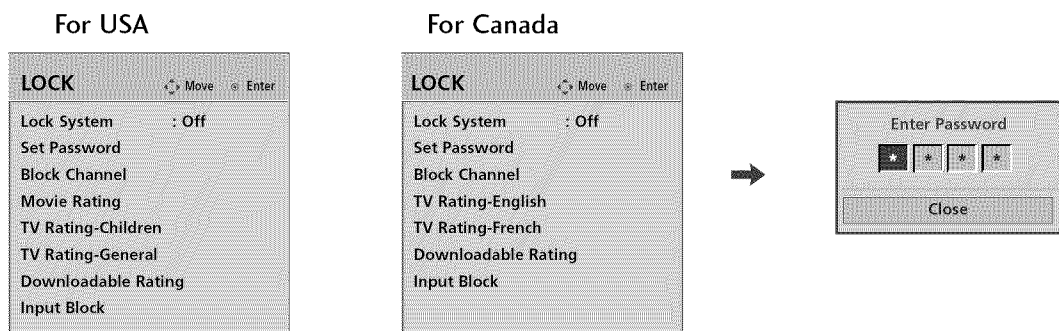 For USA
LOCK Move Enter
Lock System : Off
Set Password
Block Channel
Movie Rating
TV Rating-Children
TV Rating-General
Downloadable Rating
Input Block
For Canada
LOCK Move Enter
Lock System : Off
Set Password
Block Channel
TV Rating-English
TV Rating-French
Downloadable Rating
Input Block
Enter Password
* * * *
Close